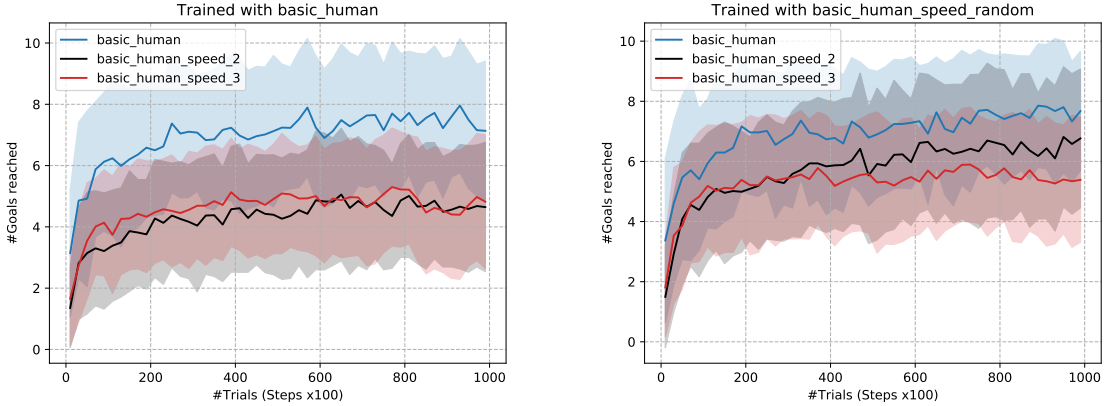 Trained with basic_human
basic_human
basic_human_speed_2
basic_human_speed_3
#Goals reached
10
8
6
4
2
0
0
200
400
600
800
1000
#Trials (Steps x100)
Trained with basic_human_speed_random
basic_human
basic_human_speed_2
basic_human_speed_3
#Goals reached
10
8
6
4
2
0
0
200
400
600
800
1000
#Trials (Steps x100)